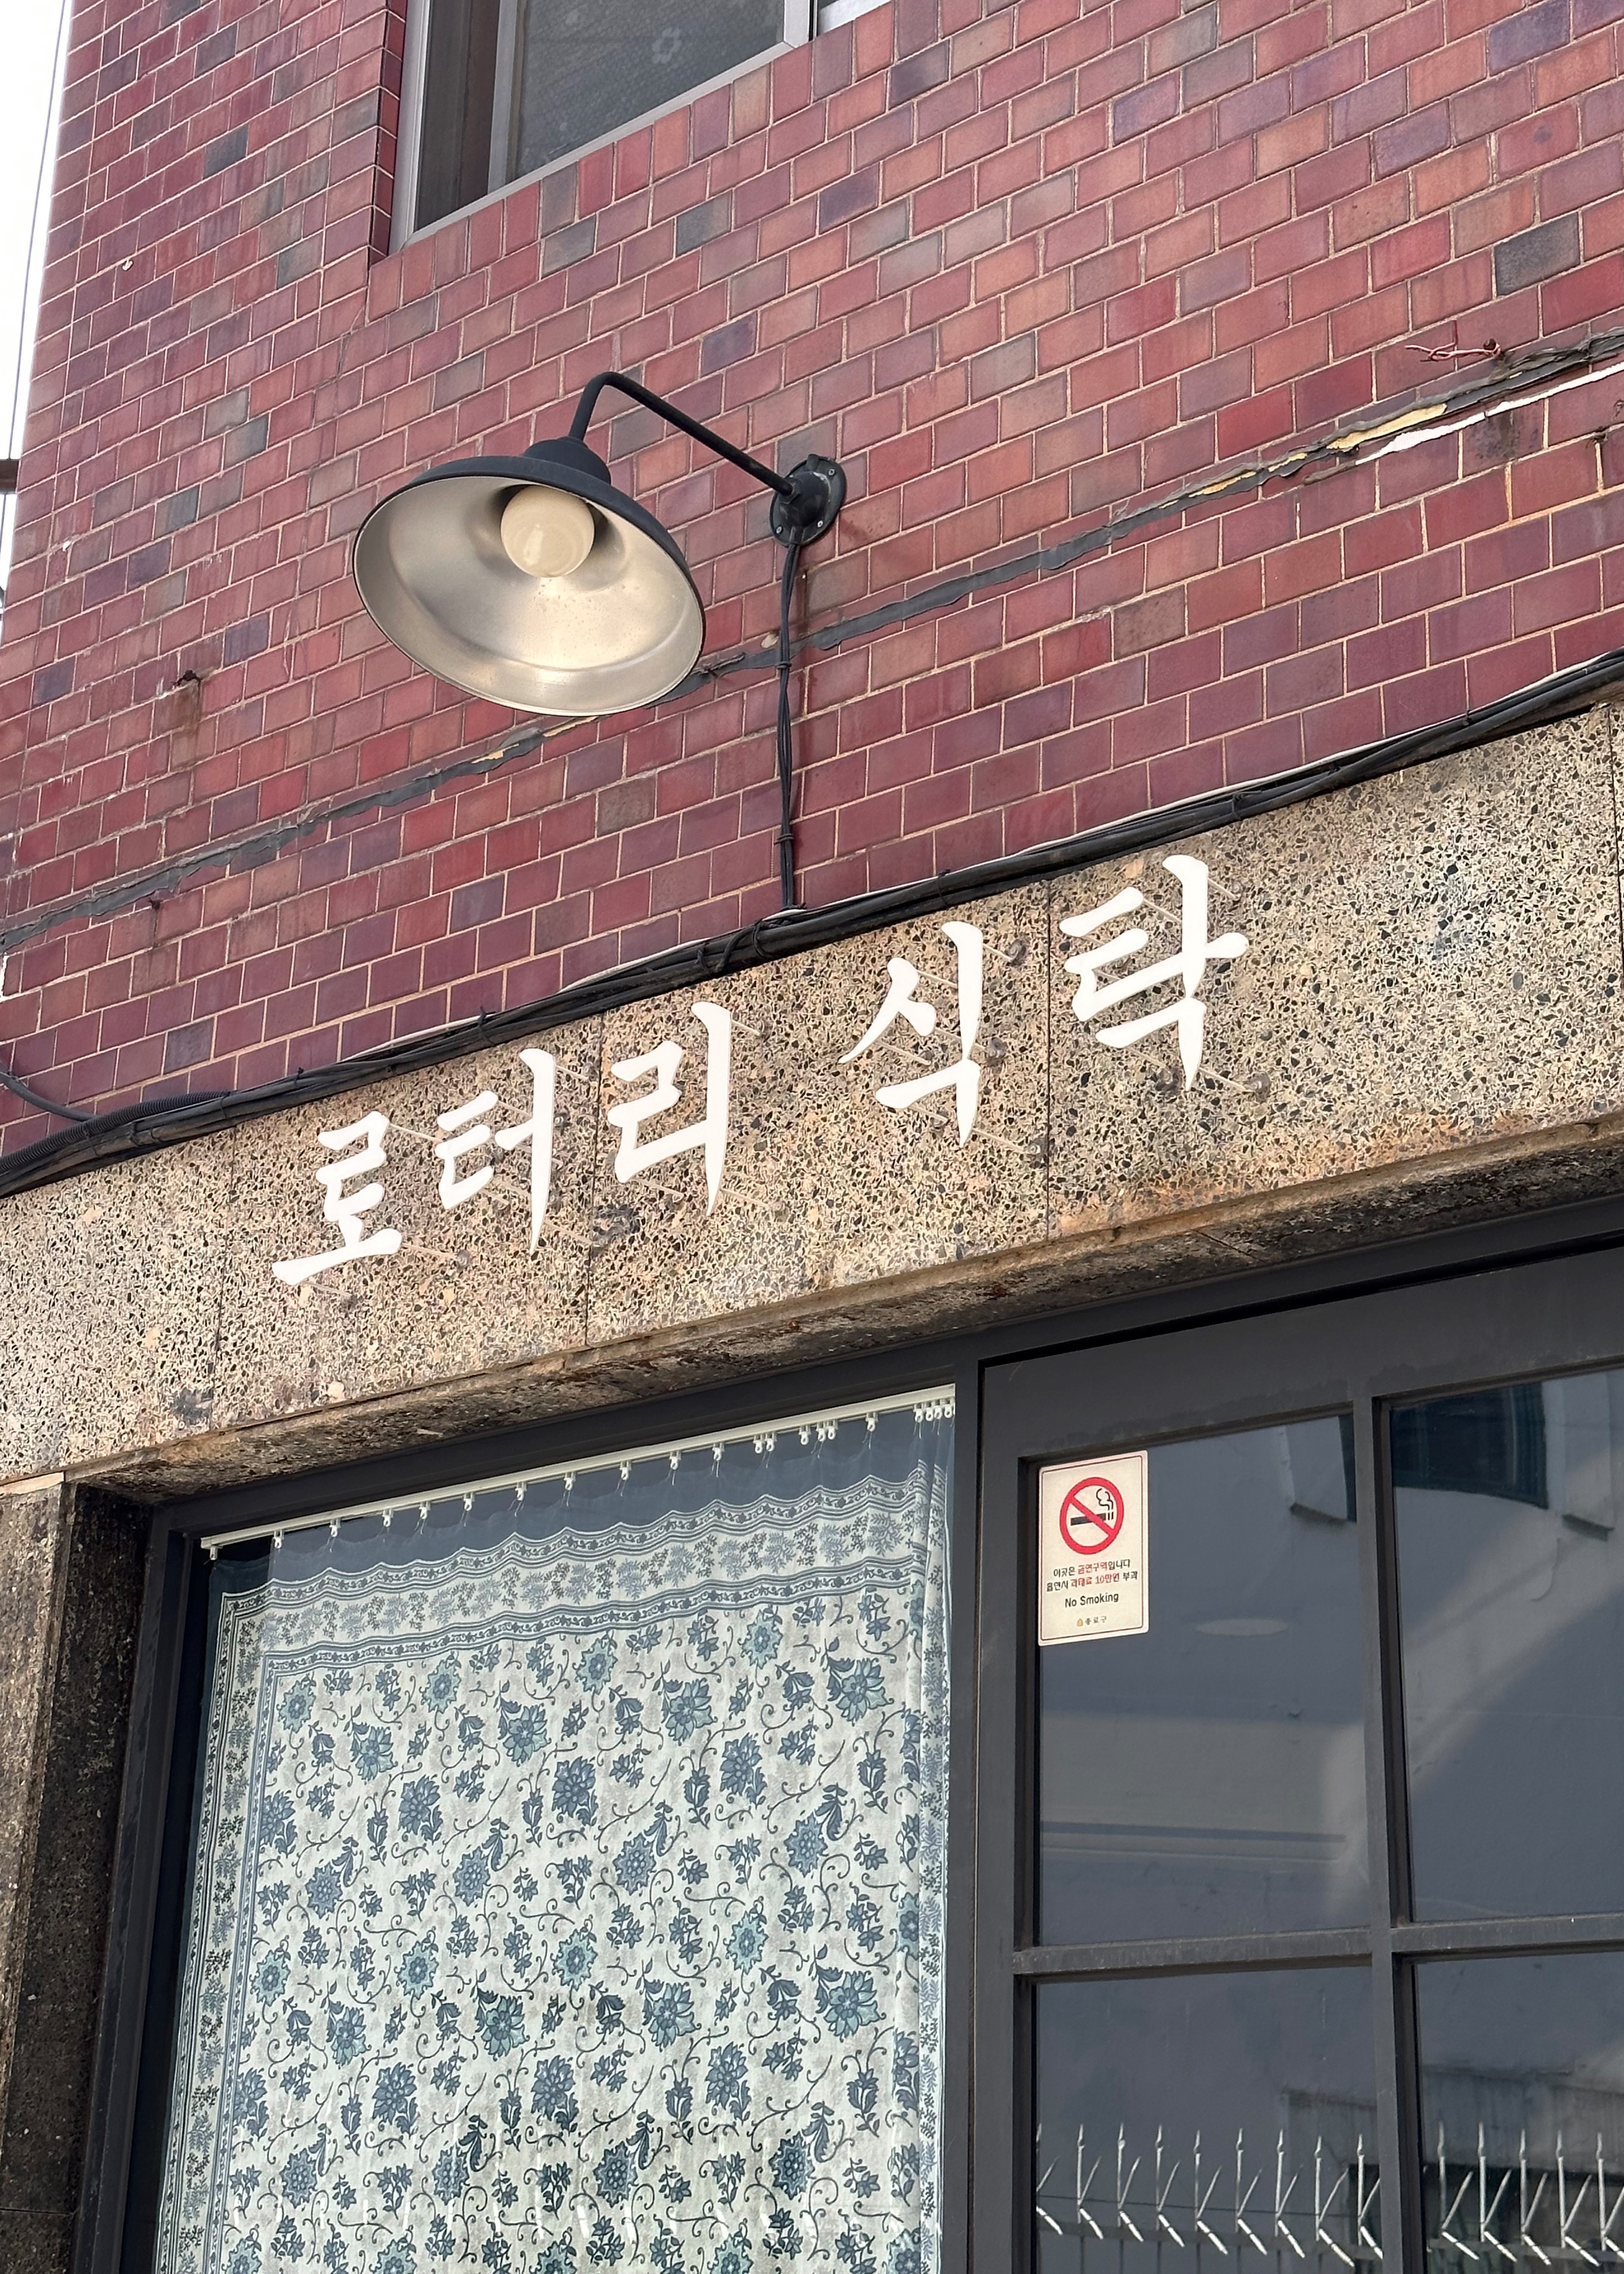 로터리 식탁
이곳은 금연구역입니다
흡연시 과태료 10만원 부과
No Smoking
종로구